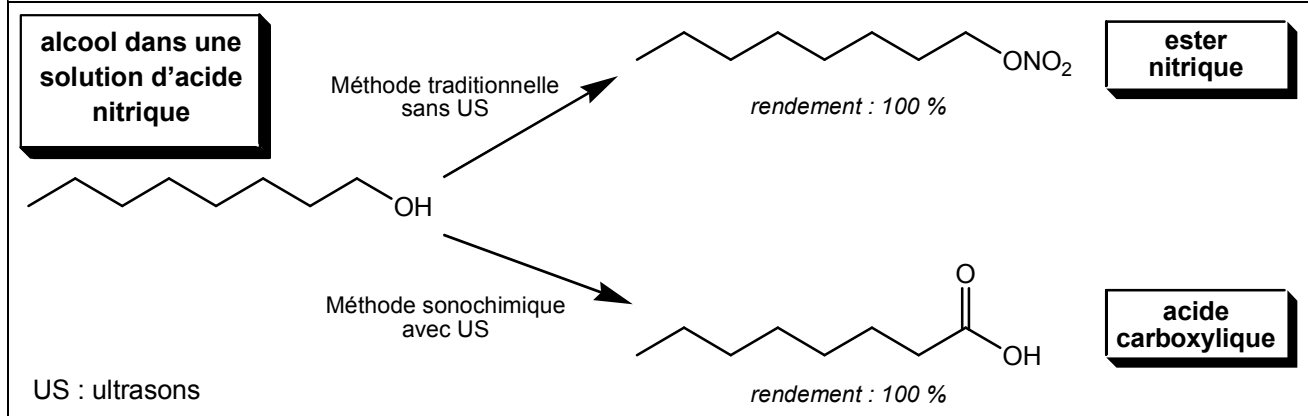 alcool dans une
solution d’acide
nitrique
Méthode traditionnelle
sans US
ONO₂
rendement : 100 %
ester
nitrique
OH
Méthode sonochimique
avec US
O
OH
rendement : 100 %
acide
carboxylique
US : ultrasons